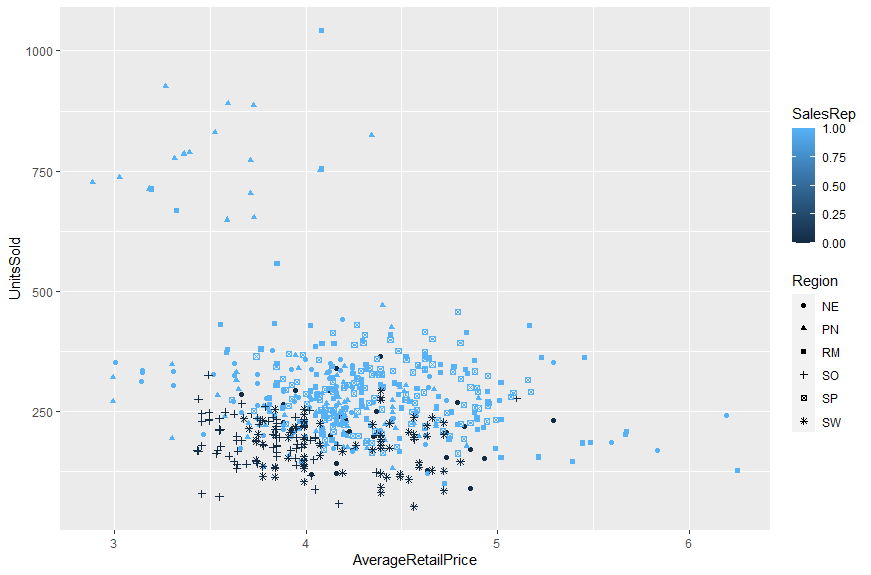 UnitsSold
1000
750
500
250
3
4
5
6
AverageRetailPrice
SalesRep
1.00
0.75
0.50
0.25
0.00
Region
NE
PN
RM
SO
SP
SW